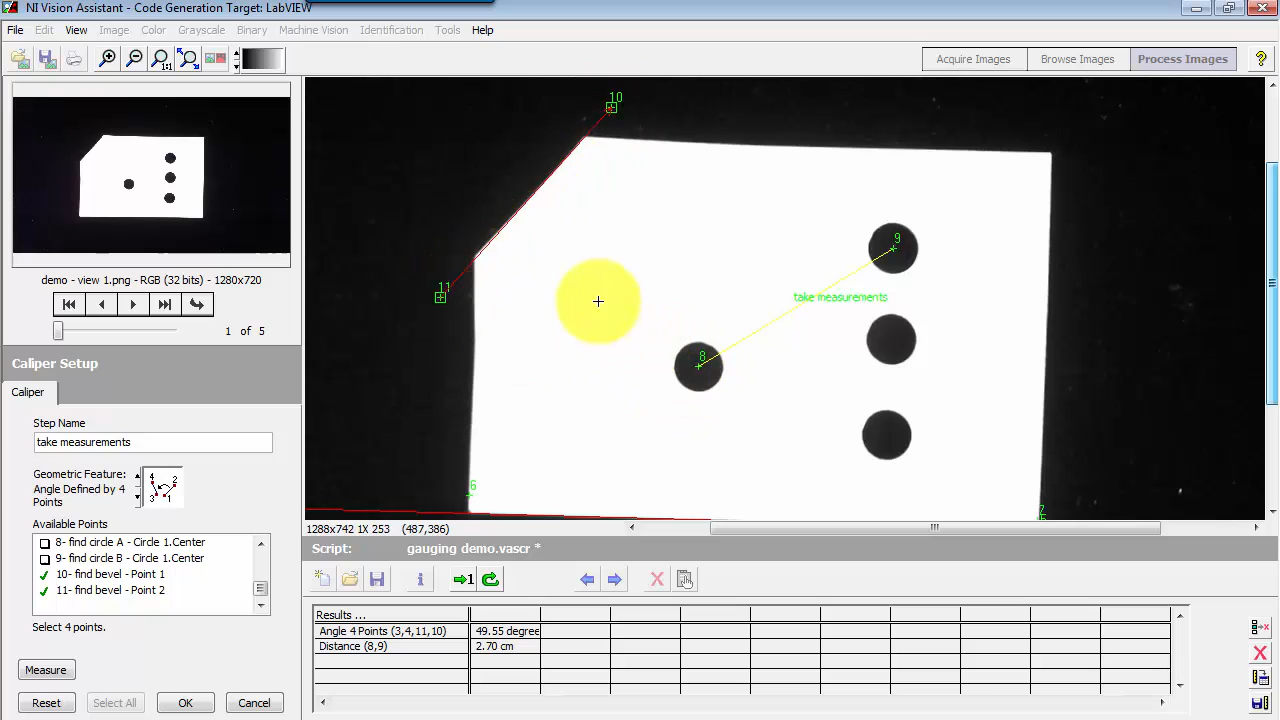 NI Vision Assistant - Code Generation Target: LabVIEW
File Edit View Image Color Grayscale Binary Machine Vision Identification Tools Help
1:1
Acquire Images Browse Images Process Images ?
demo - view 1.png - RGB (32 bits) - 1280x720
1 of 5
Caliper Setup
Caliper
Step Name
take measurements
Geometric Feature:
Angle Defined by 4
Points
4 2
3 1
Available Points
8- find circle A - Circle 1.Center
9- find circle B - Circle 1.Center
10- find bevel - Point 1
11- find bevel - Point 2
Select 4 points.
Measure
Reset Select All OK Cancel
10
11
9
take measurements
8
6
1288x742 1X 253 (487,386)
Script: gauging demo.vascr *
Results ...
Angle 4 Points (3,4,11,10) 49.55 degree
Distance (8,9) 2.70 cm